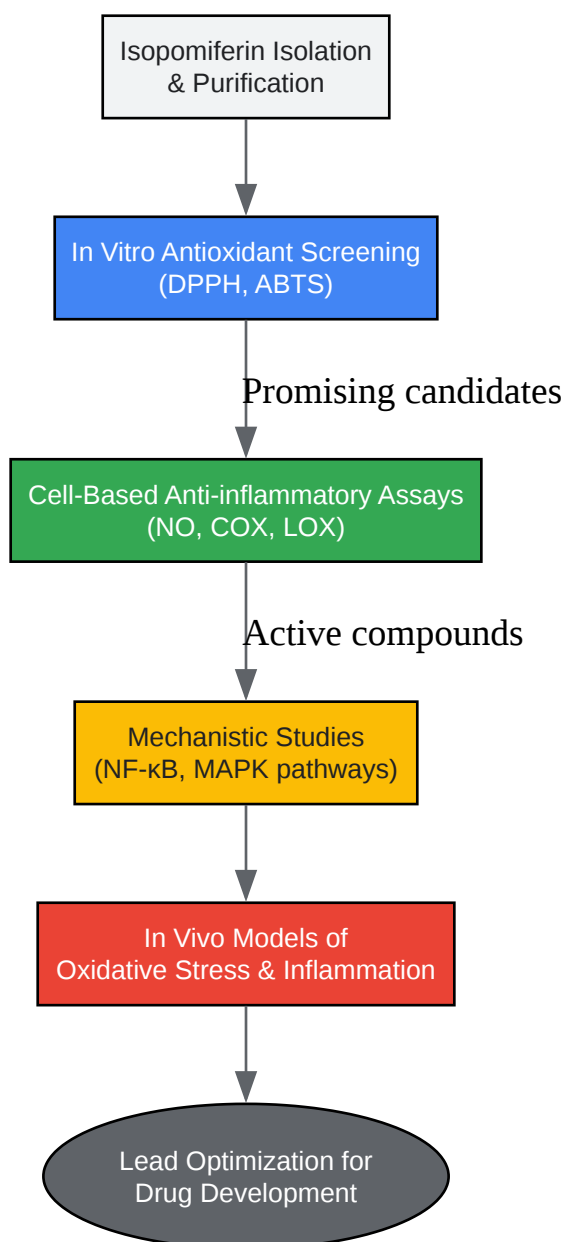 Isopomiferin Isolation
& Purification
In Vitro Antioxidant Screening
(DPPH, ABTS)
Promising candidates
Cell-Based Anti-inflammatory Assays
(NO, COX, LOX)
Active compounds
Mechanistic Studies
(NF-κB, MAPK pathways)
In Vivo Models of
Oxidative Stress & Inflammation
Lead Optimization for
Drug Development